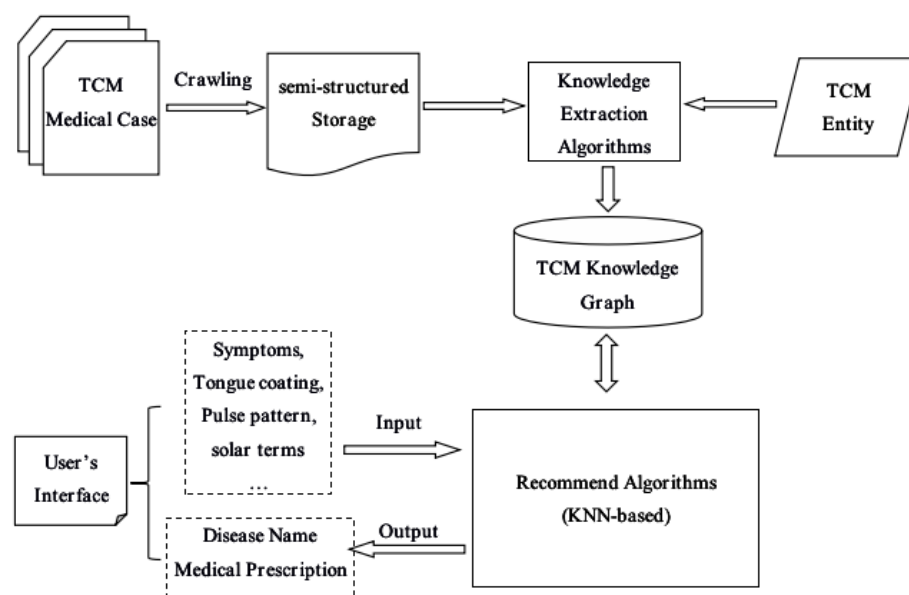 TCM
Medical Case
Crawling
semi-structured
Storage
Knowledge
Extraction
Algorithms
TCM
Entity
TCM Knowledge
Graph
Symptoms,
Tongue coating,
Pulse pattern,
solar terms
…
Input
User's
Interface
Recommend Algorithms
(KNN-based)
Output
Disease Name
Medical Prescription